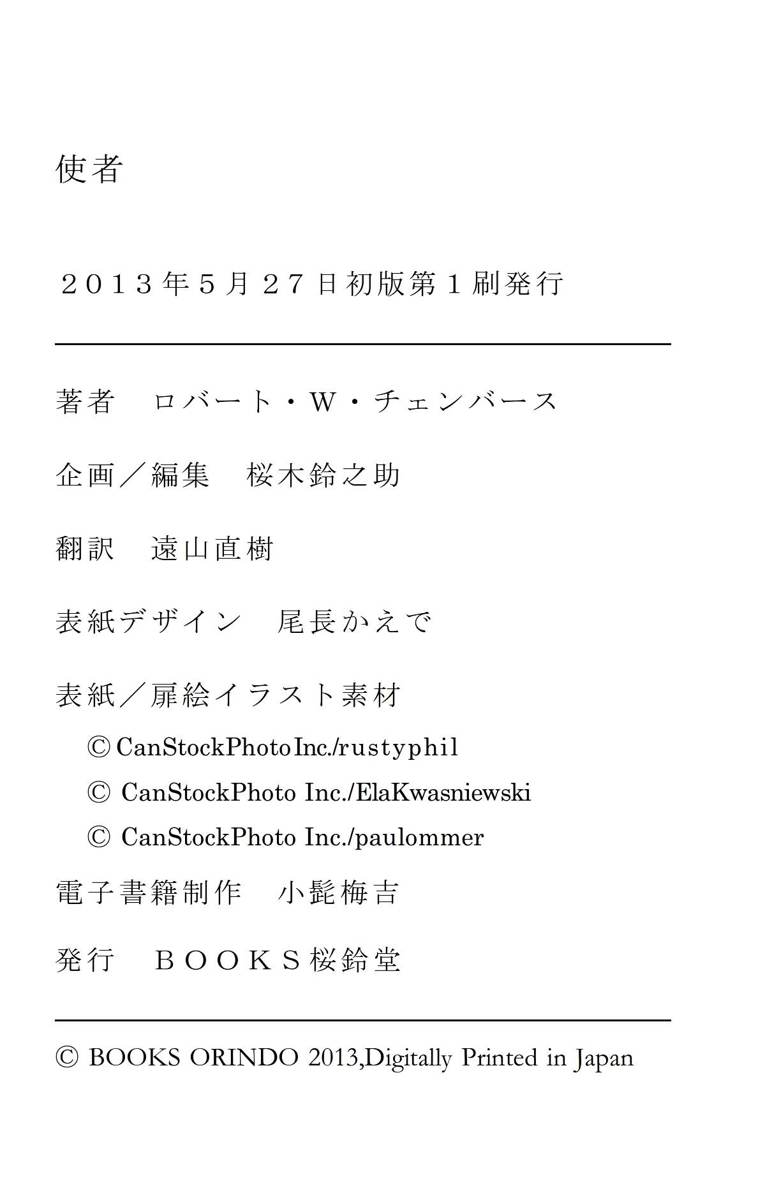 使者
２０１３年５月２７日初版第１刷発行
著者　ロバート・Ｗ・チェンバース
企画／編集　桜木鈴之助
翻訳　遠山直樹
表紙デザイン　尾長かえで
表紙／扉絵イラスト素材
© CanStockPhoto Inc./rustyphil
© CanStockPhoto Inc./ElaKwasniewski
© CanStockPhoto Inc./paulommer
電子書籍制作　小髭梅吉
発行　ＢＯＯＫＳ桜鈴堂
© BOOKS ORINDO 2013,Digitally Printed in Japan